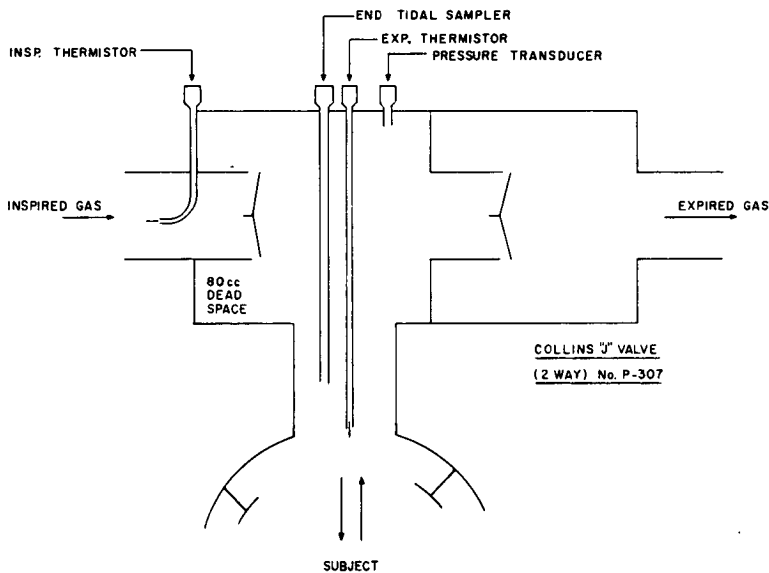 END TIDAL SAMPLER
EXP. THERMISTOR
PRESSURE TRANSDUCER
INSP. THERMISTOR
INSPIRED GAS
EXPIRED GAS
80cc
DEAD
SPACE
COLLINS "J" VALVE
(2 WAY) No. P-307
SUBJECT